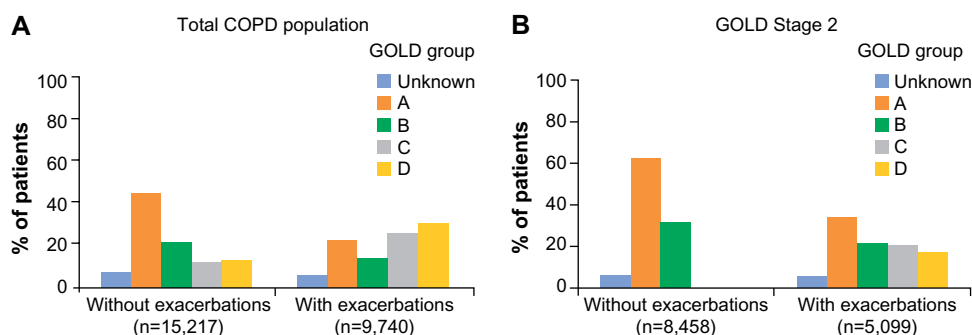 A
Total COPD population
GOLD group
Unknown
A
B
C
D
% of patients
100
80
60
40
20
0
Without exacerbations
(n=15,217)
With exacerbations
(n=9,740)
B
GOLD Stage 2
GOLD group
Unknown
A
B
C
D
% of patients
100
80
60
40
20
0
Without exacerbations
(n=8,458)
With exacerbations
(n=5,099)